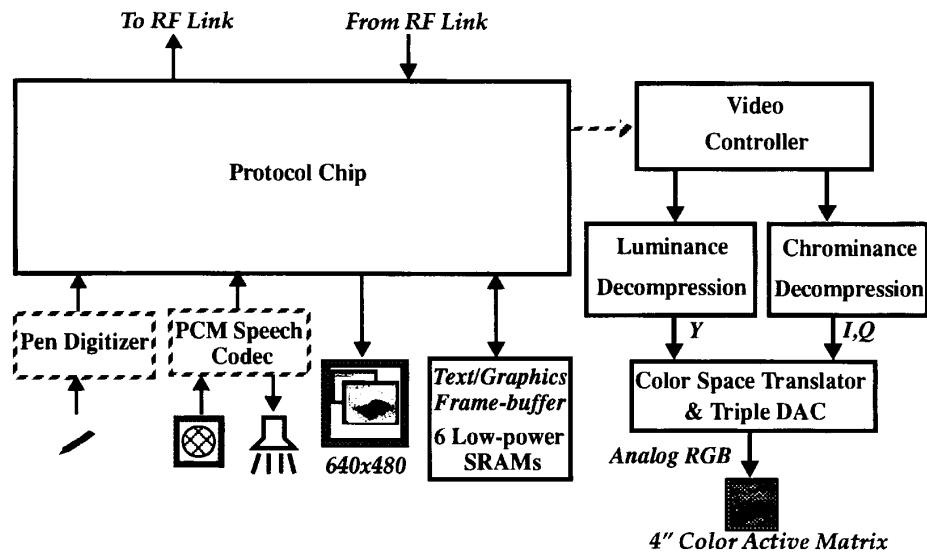 To RF Link
From RF Link
Protocol Chip
Video
Controller
Luminance
Decompression
Chrominance
Decompression
Pen Digitizer
PCM Speech
Codec
Y
I,Q
Text/Graphics
Frame-buffer
6 Low-power
SRAMs
Color Space Translator
& Triple DAC
640x480
Analog RGB
4" Color Active Matrix